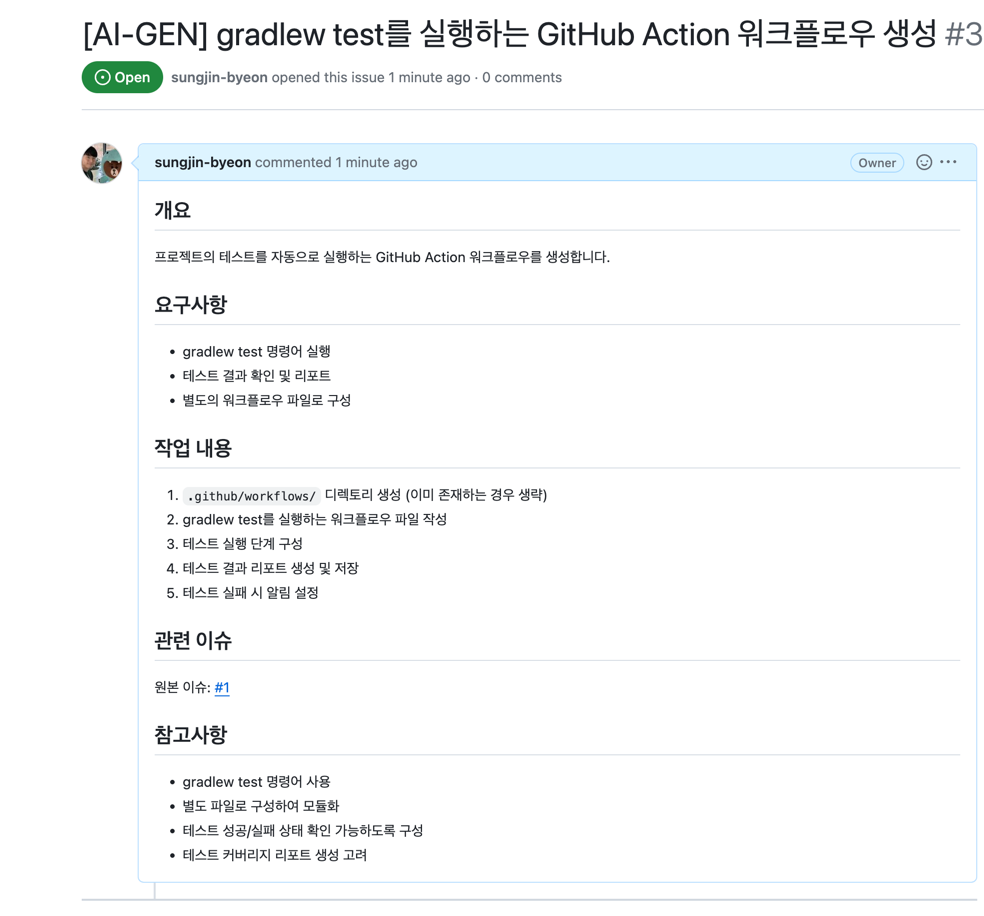 [AI-GEN] gradlew test를 실행하는 GitHub Action 워크플로우 생성 #3
Open sungjin-byeon opened this issue 1 minute ago · 0 comments
sungjin-byeon commented 1 minute ago Owner
개요
프로젝트의 테스트를 자동으로 실행하는 GitHub Action 워크플로우를 생성합니다.
요구사항
• gradlew test 명령어 실행
• 테스트 결과 확인 및 리포트
• 별도의 워크플로우 파일로 구성
작업 내용
1. .github/workflows/ 디렉토리 생성 (이미 존재하는 경우 생략)
2. gradlew test를 실행하는 워크플로우 파일 작성
3. 테스트 실행 단계 구성
4. 테스트 결과 리포트 생성 및 저장
5. 테스트 실패 시 알림 설정
관련 이슈
원본 이슈: #1
참고사항
• gradlew test 명령어 사용
• 별도 파일로 구성하여 모듈화
• 테스트 성공/실패 상태 확인 가능하도록 구성
• 테스트 커버리지 리포트 생성 고려